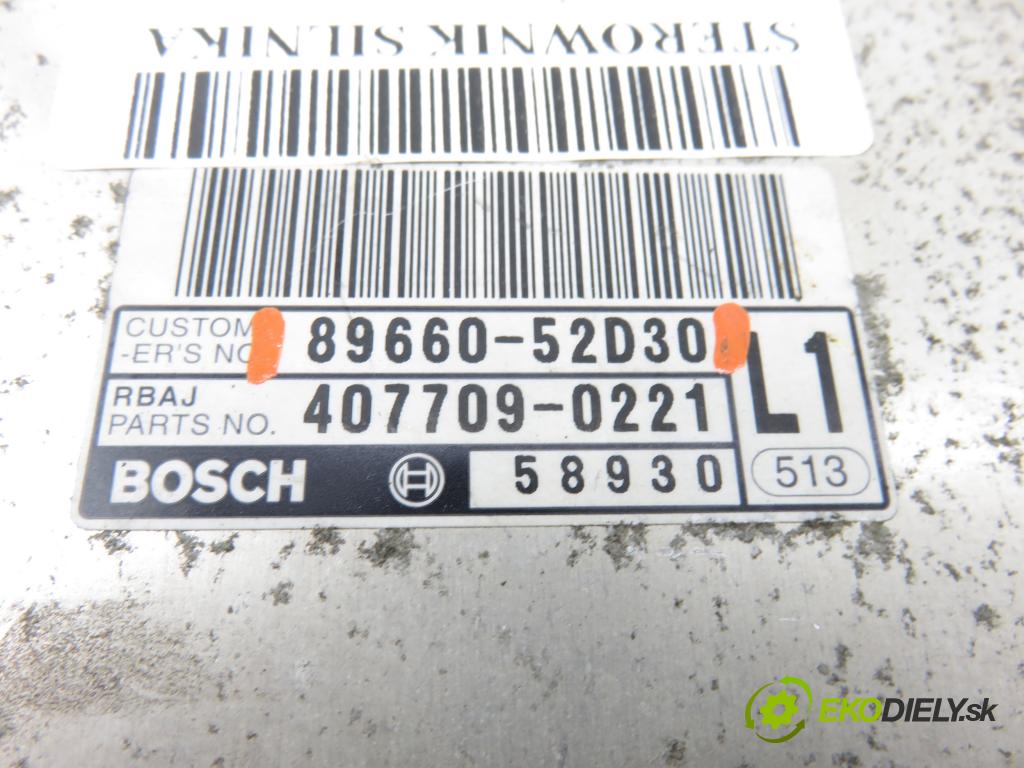 STEROWNIK SILNIKA
CUSTOM
-ER'S NO 89660-52D30
RBAJ
PARTS NO. 407709-0221
L1
BOSCH 58930 513
EKODIELY.sk